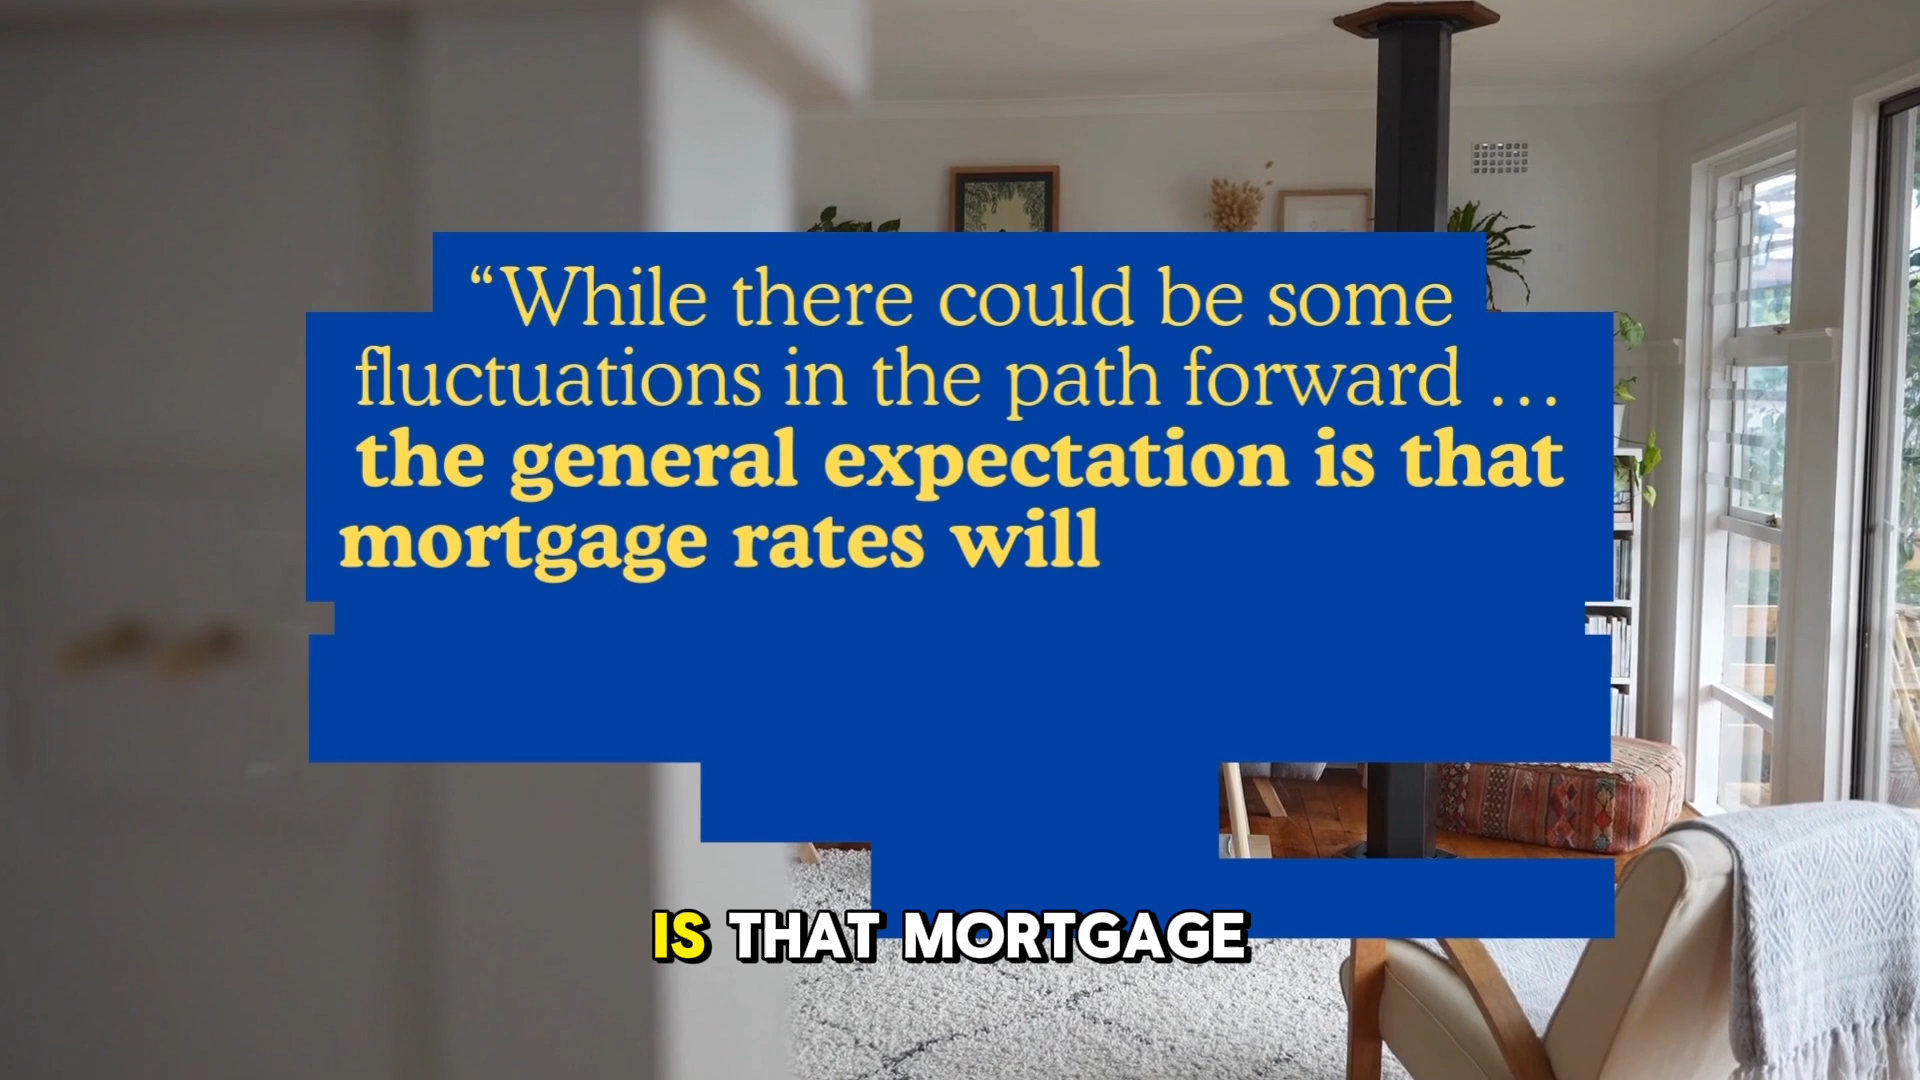 “While there could be some
fluctuations in the path forward …
the general expectation is that
mortgage rates will
IS THAT MORTGAGE